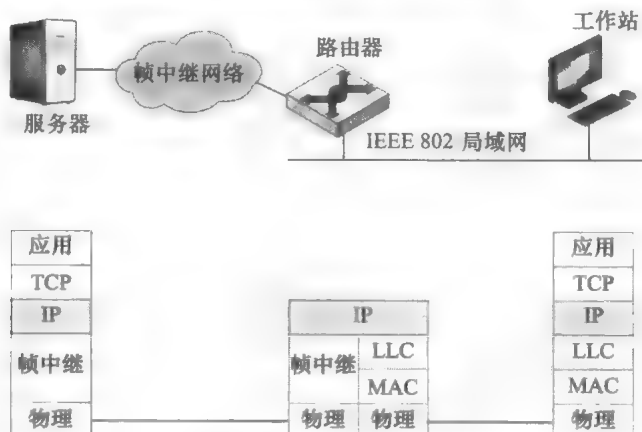 工作站
路由器
帧中继网络
服务器
IEEE 802 局域网
应用
TCP
IP
帧中继
物理
IP
帧中继
LLC
MAC
物理
物理
应用
TCP
IP
LLC
MAC
物理